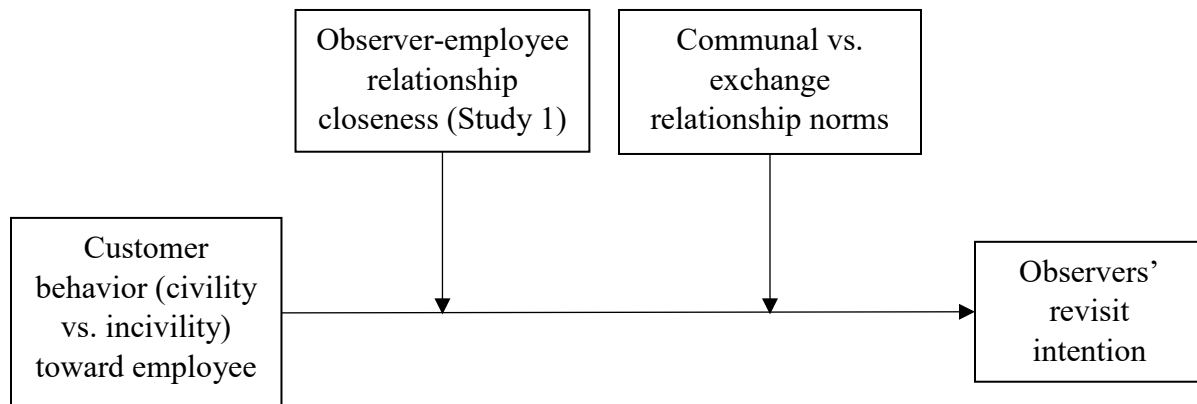 Observer-employee
relationship
closeness (Study 1)
Communal vs.
exchange
relationship norms
Customer
behavior (civility
vs. incivility)
toward employee
Observers’
revisit
intention